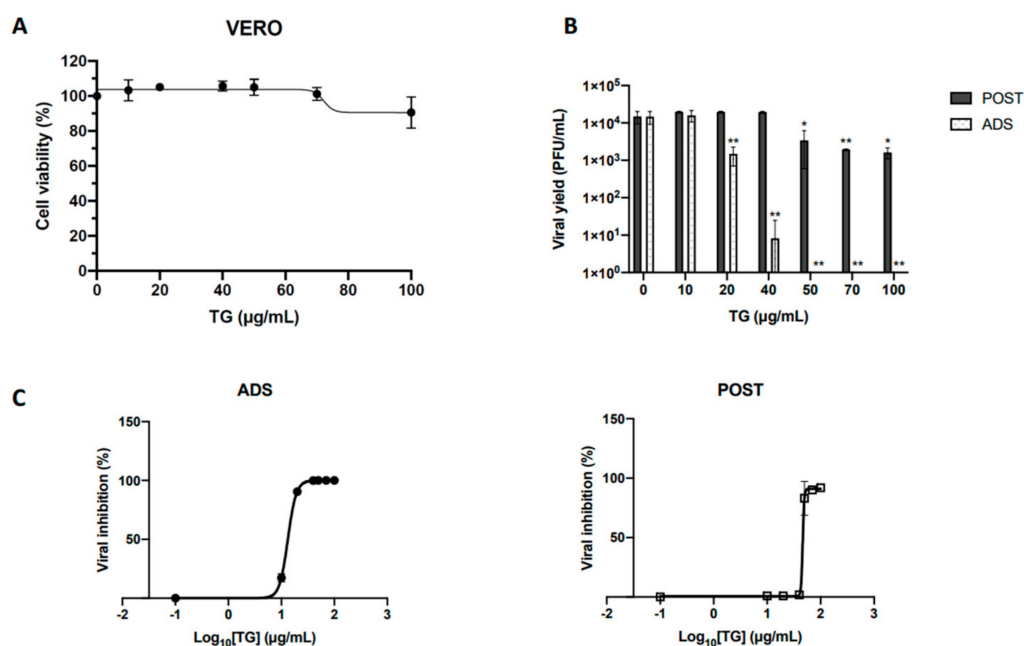 A
VERO
120
100
80
60
40
20
0
Cell viability (%)
0 20 40 60 80 100
TG (µg/mL)
B
1×10⁵
1×10⁴
1×10³
1×10²
1×10¹
1×10⁰
Viral yield (PFU/mL)
** ** * ** *
** ** **
0 10 20 40 50 70 100
TG (µg/mL)
POST
ADS
C
ADS
150
100
50
Viral inhibition (%)
-2 -1 0 1 2 3
Log₁₀[TG] (µg/mL)
POST
150
100
50
Viral inhibition (%)
-2 -1 0 1 2 3
Log₁₀[TG] (µg/mL)